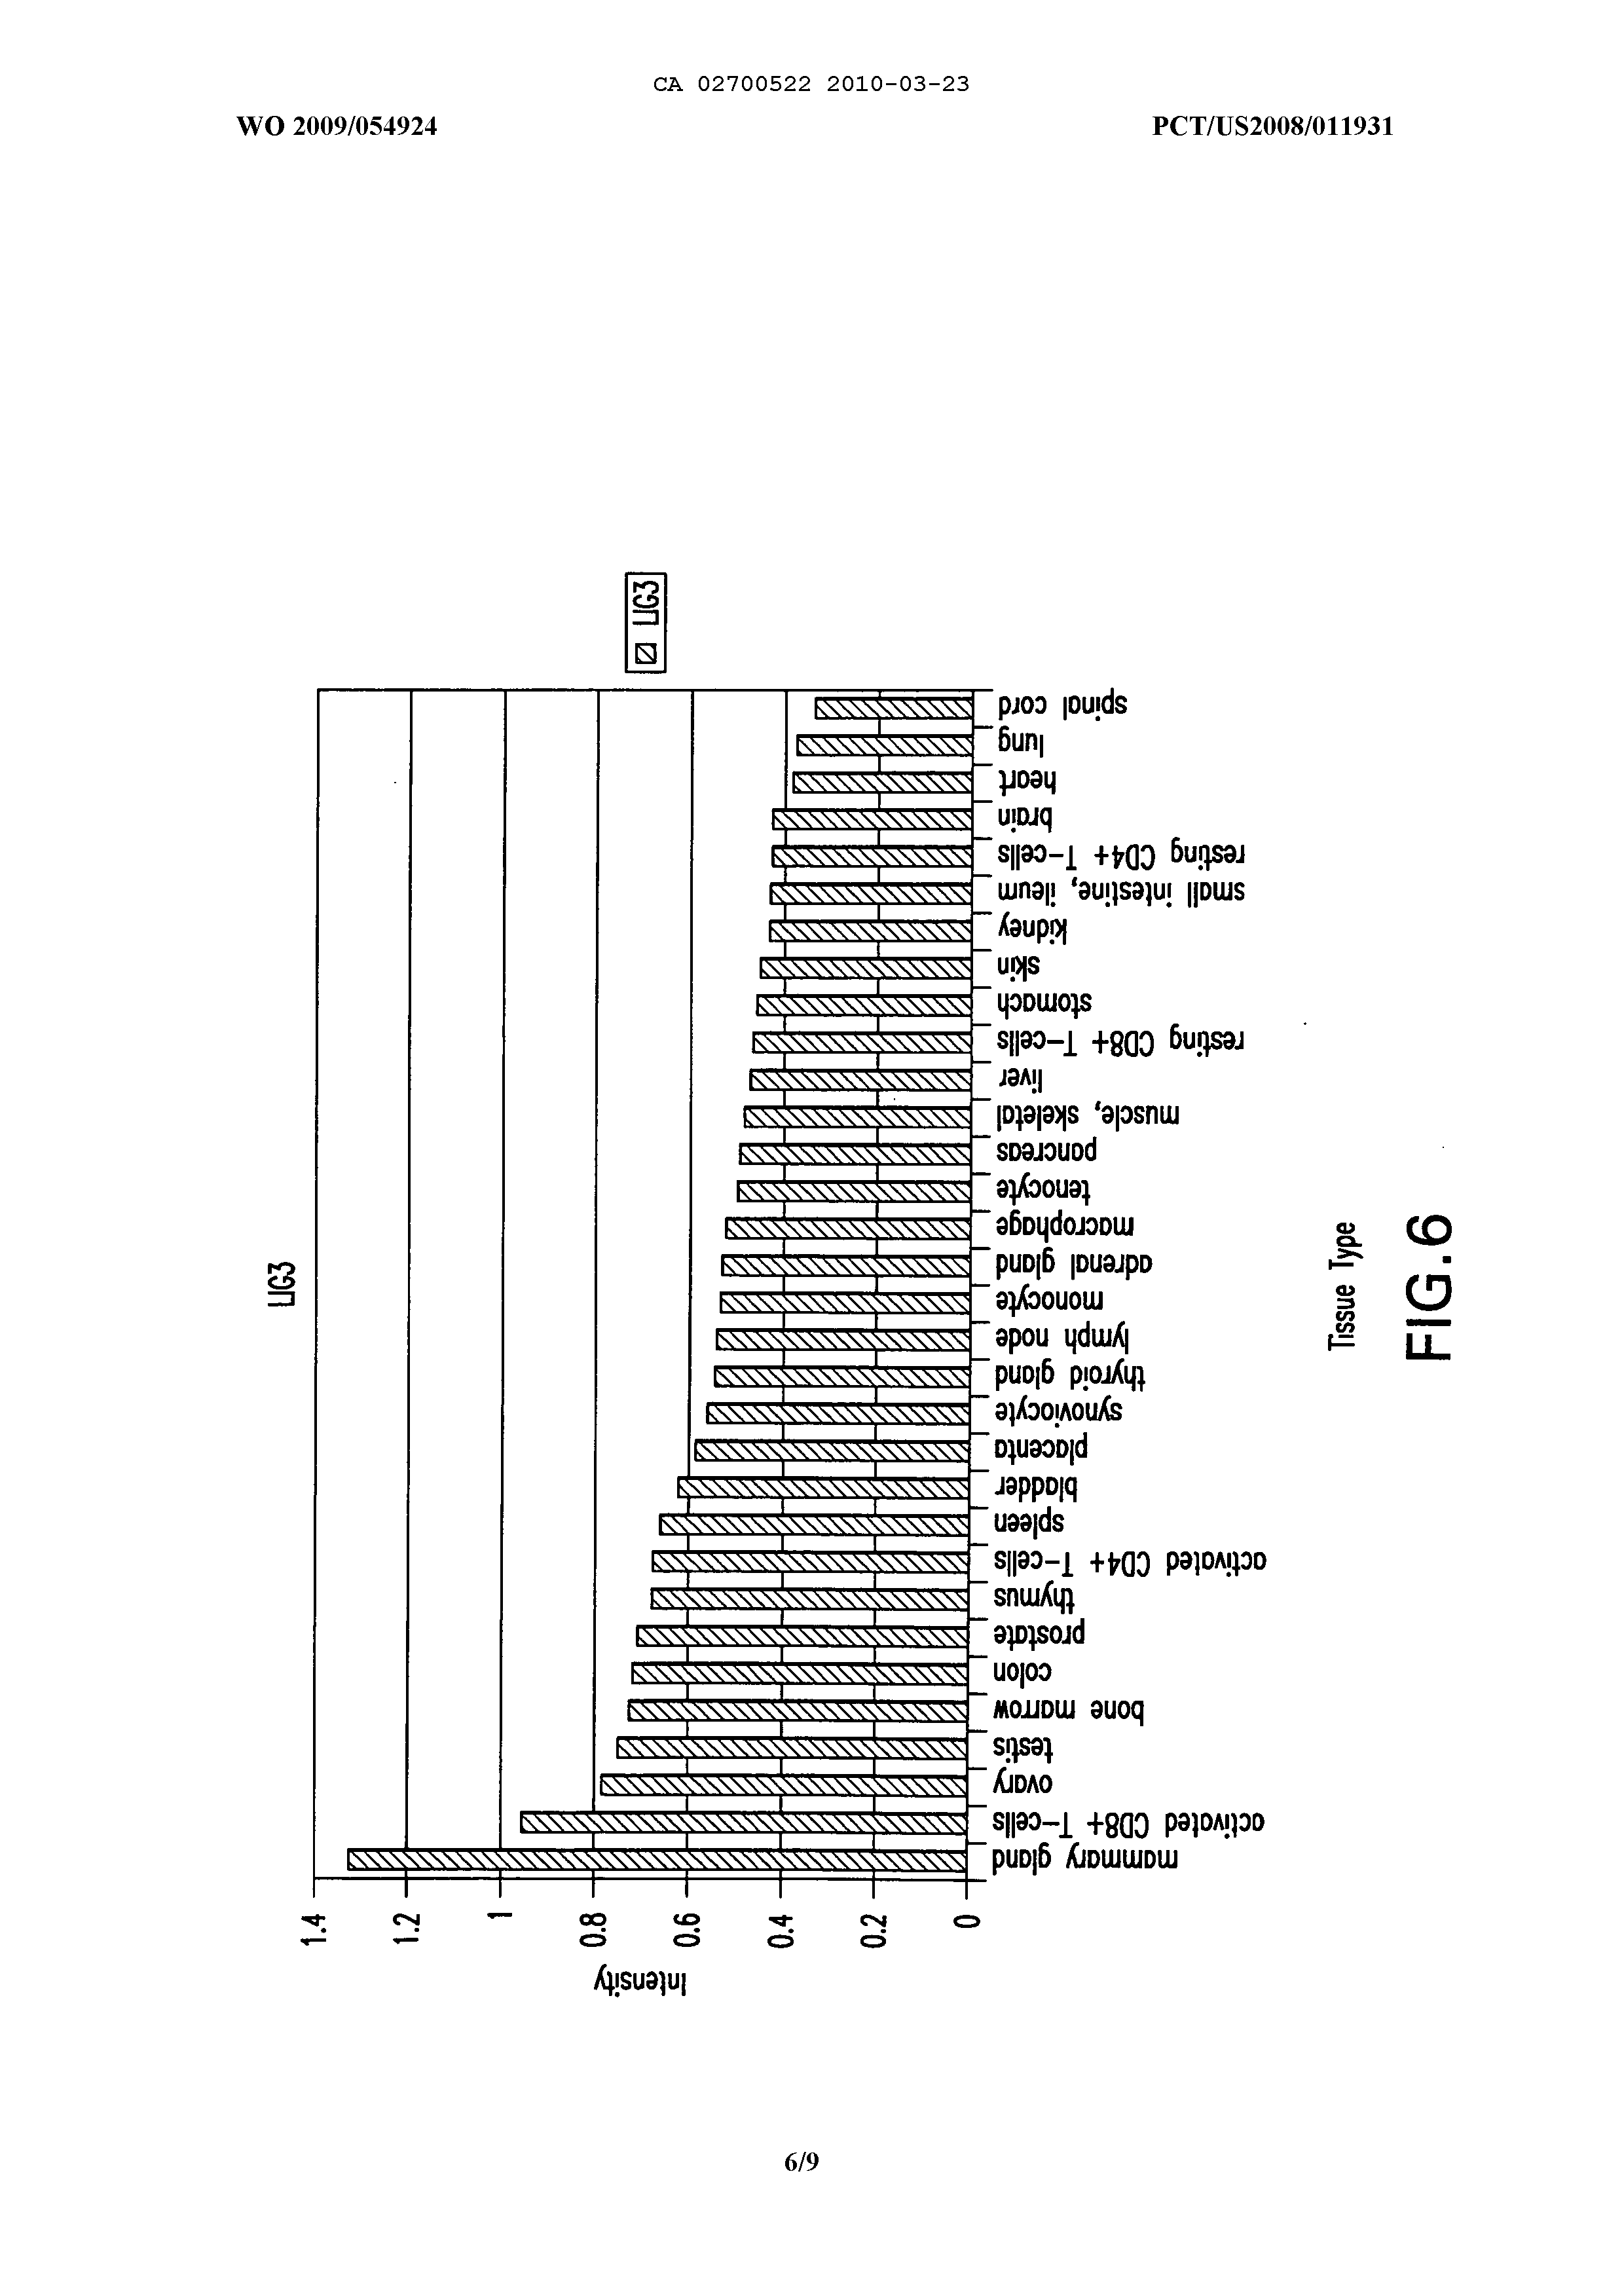 CA 02700522 2010-03-23
WO 2009/054924
PCT/US2008/011931
LIG3
LIG3
Intensity
1.4
1.2
1
0.8
0.6
0.4
0.2
0
mammary gland
activated CD8+ T-cells
ovary
testis
bone marrow
colon
prostate
thymus
activated CD4+ T-cells
spleen
bladder
placenta
synoviocyte
thyroid gland
lymph node
monocyte
adrenal gland
macrophage
tenocyte
pancreas
muscle, skeletal
liver
resting CD8+ T-cells
stomach
skin
kidney
small intestine, ileum
resting CD4+ T-cells
brain
heart
lung
spinal cord
Tissue Type
FIG.6
6/9